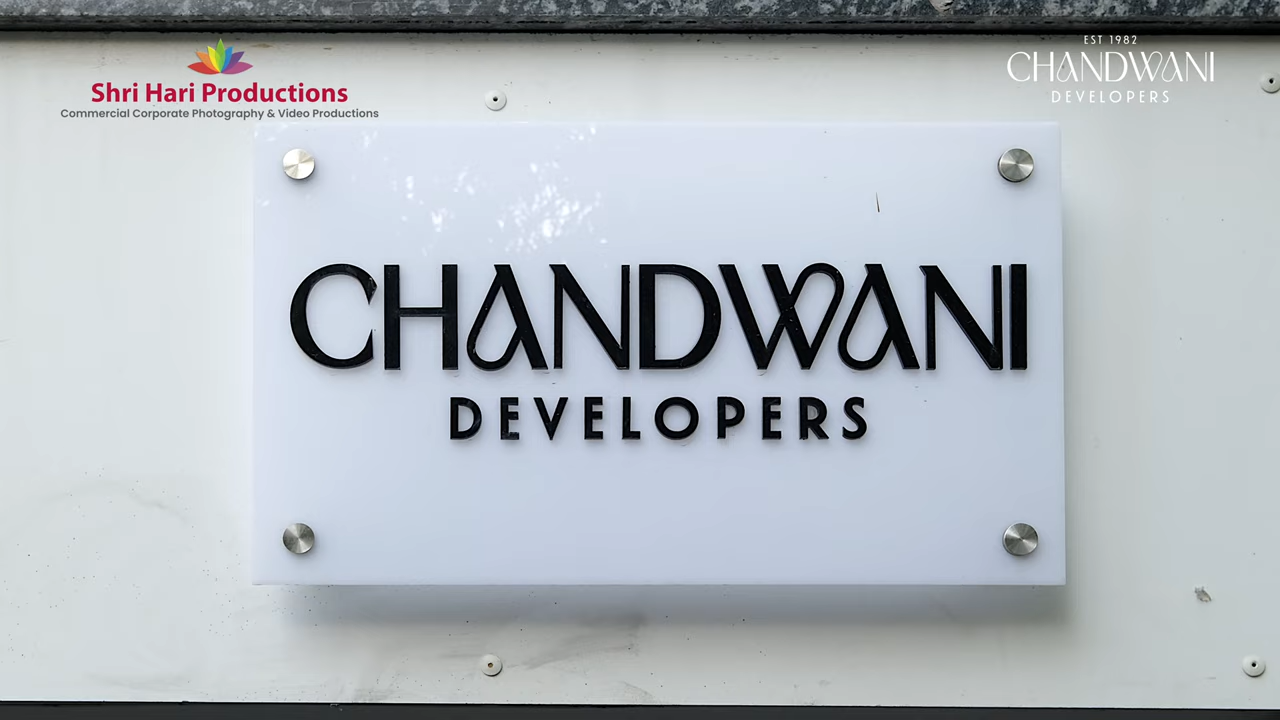 Shri Hari Productions
Commercial Corporate Photography & Video Productions
EST 1982
CHANDWANI
DEVELOPERS
CHANDWANI
DEVELOPERS